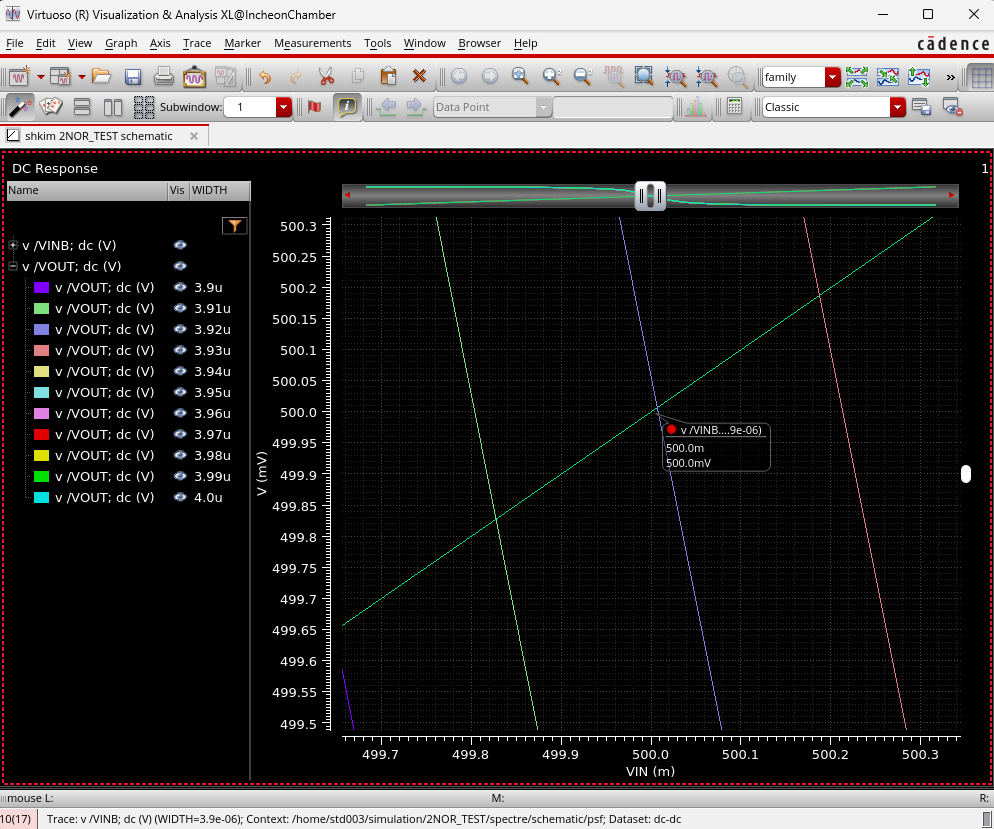 Virtuoso (R) Visualization & Analysis XL@IncheonChamber
File Edit View Graph Axis Trace Marker Measurements Tools Window Browser Help
cādence
family
»
Subwindow: 1
Data Point
Classic
shkim 2NOR_TEST schematic
DC Response
1
Name Vis WIDTH
v /VINB; dc (V)
v /VOUT; dc (V)
v /VOUT; dc (V) 3.9u
v /VOUT; dc (V) 3.91u
v /VOUT; dc (V) 3.92u
v /VOUT; dc (V) 3.93u
v /VOUT; dc (V) 3.94u
v /VOUT; dc (V) 3.95u
v /VOUT; dc (V) 3.96u
v /VOUT; dc (V) 3.97u
v /VOUT; dc (V) 3.98u
v /VOUT; dc (V) 3.99u
v /VOUT; dc (V) 4.0u
V (mV)
500.3
500.25
500.2
500.15
500.1
500.05
500.0
499.95
499.9
499.85
499.8
499.75
499.7
499.65
499.6
499.55
499.5
v /VINB....9e-06)
500.0m
500.0mV
499.7 499.8 499.9 500.0 500.1 500.2 500.3
VIN (m)
mouse L: M: R:
10(17) Trace: v /VINB; dc (V) (WIDTH=3.9e-06); Context: /home/std003/simulation/2NOR_TEST/spectre/schematic/psf; Dataset: dc-dc